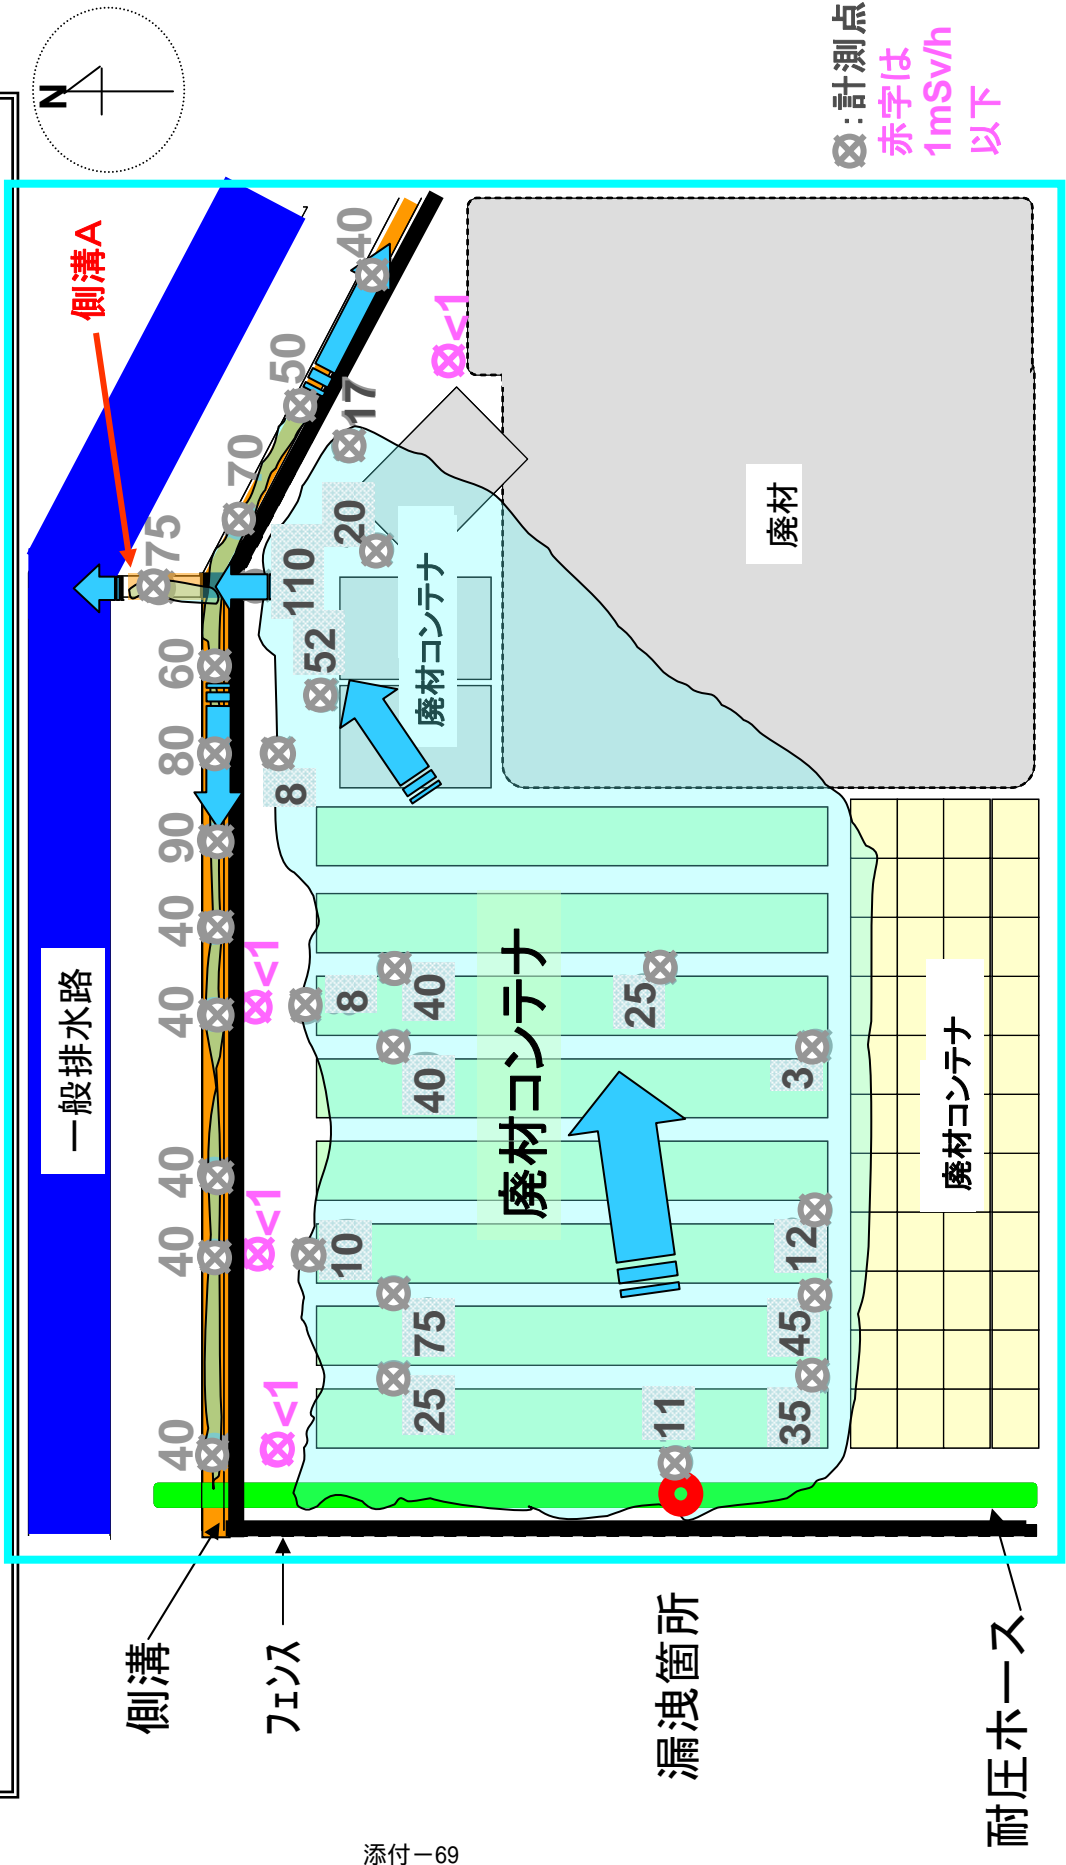 N
⊗:計測点
赤字は
1mSv/h
以下
側溝A
40
50
70
75
60
80
90
40
40
40
40
40
<1
17
20
110
52
8
<1
8
<1
10
<1
40
40
25
3
75
25
12
45
35
11
一般排水路
廃材コンテナ
廃材
廃材コンテナ
廃材コンテナ
側溝
フェンス
漏洩箇所
耐圧ホース
添付－69